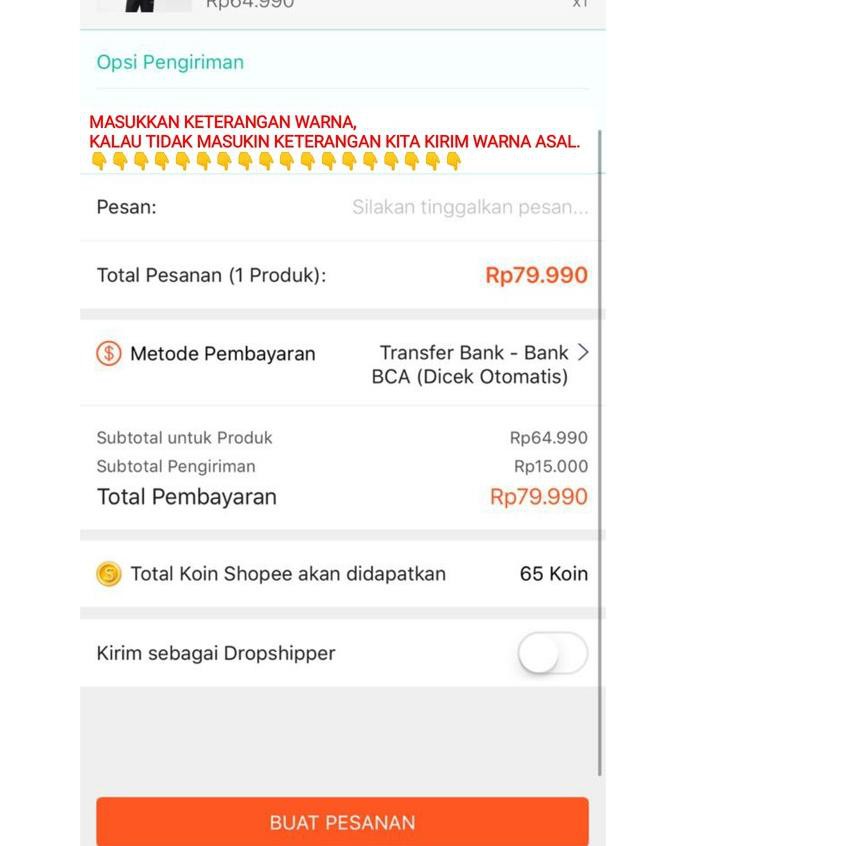 Rp64.990 x1
Opsi Pengiriman
MASUKKAN KETERANGAN WARNA,
KALAU TIDAK MASUKIN KETERANGAN KITA KIRIM WARNA ASAL.
👇👇👇👇👇👇👇👇👇👇👇👇👇👇👇👇👇👇
Pesan: Silakan tinggalkan pesan...
Total Pesanan (1 Produk): Rp79.990
Metode Pembayaran Transfer Bank - Bank >
BCA (Dicek Otomatis)
Subtotal untuk Produk Rp64.990
Subtotal Pengiriman Rp15.000
Total Pembayaran Rp79.990
Total Koin Shopee akan didapatkan 65 Koin
Kirim sebagai Dropshipper
BUAT PESANAN